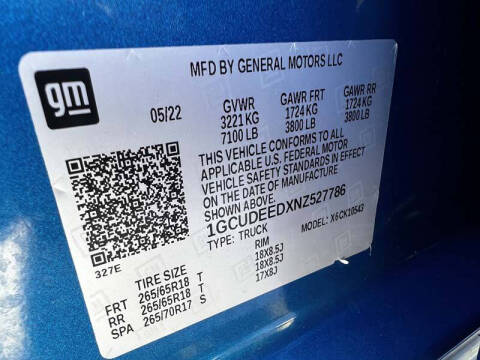 gm
MFD BY GENERAL MOTORS LLC
05/22 GVWR GAWR FRT GAWR RR
3221 KG 1724 KG 1724 KG
7100 LB 3800 LB 3800 LB
THIS VEHICLE CONFORMS TO ALL
APPLICABLE U.S. FEDERAL MOTOR
VEHICLE SAFETY STANDARDS IN EFFECT
ON THE DATE OF MANUFACTURE
SHOWN ABOVE.
1GCUDEEDXNZ527786
TYPE: TRUCK MODEL: X6CK10543
327E
TIRE SIZE RIM
FRT 265/65R18 T 18X8.5J
RR 265/65R18 T 18X8.5J
SPA 265/70R17 S 17X8J